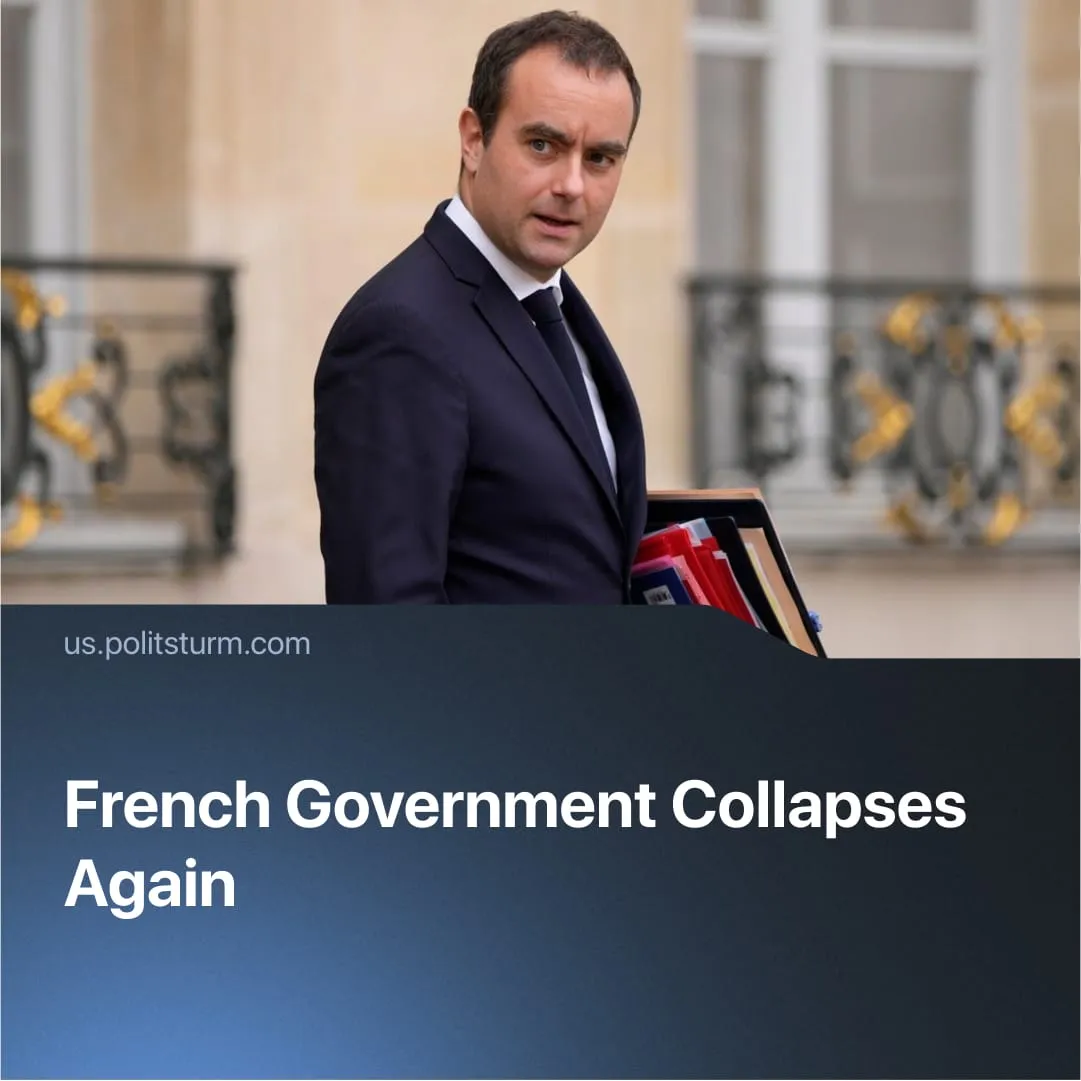 us.politsturm.com
French Government Collapses
Again